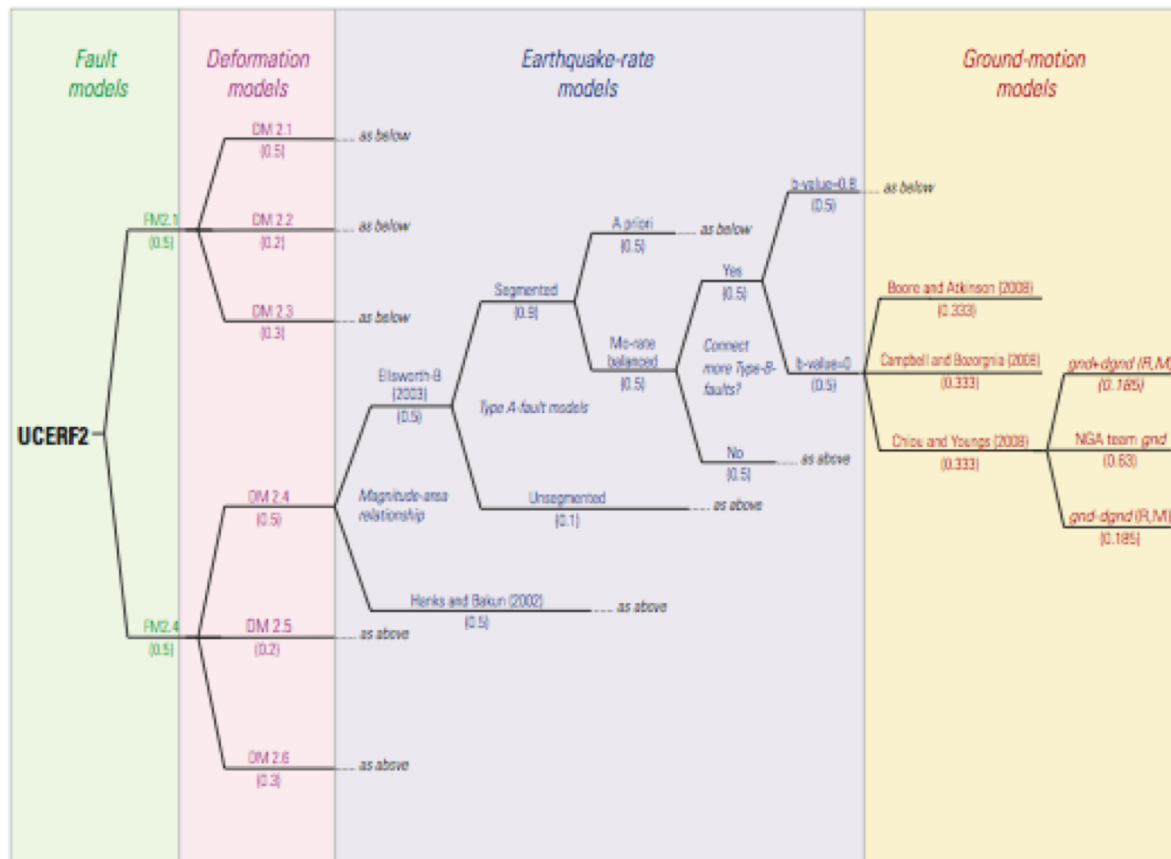 Fault
models
Deformation
models
Earthquake-rate
models
Ground-motion
models
UCERF2
FM2.1
(0.5)
FM2.4
(0.5)
DM 2.1
(0.5)
as below
DM 2.2
(0.2)
as below
DM 2.3
(0.3)
as below
DM 2.4
(0.5)
DM 2.5
(0.2)
as above
DM 2.6
(0.3)
as above
Magnitude-area
relationship
Ellsworth-B
(2003)
(0.5)
Hanks and Bakun (2002)
(0.5)
as above
Type A-fault models
Segmented
(0.9)
Unsegmented
(0.1)
as above
A priori
(0.5)
as below
Mo-rate
balanced
(0.5)
Connect
more Type-B-
faults?
Yes
(0.5)
No
(0.5)
as above
b-value=0.8
(0.5)
as below
b-value=0
(0.5)
Boore and Atkinson (2008)
(0.333)
Campbell and Bozorgnia (2008)
(0.333)
Chiou and Youngs (2008)
(0.333)
gnd+dgnd (R,M)
(0.185)
NGA team gnd
(0.63)
gnd-dgnd (R,M)
(0.185)